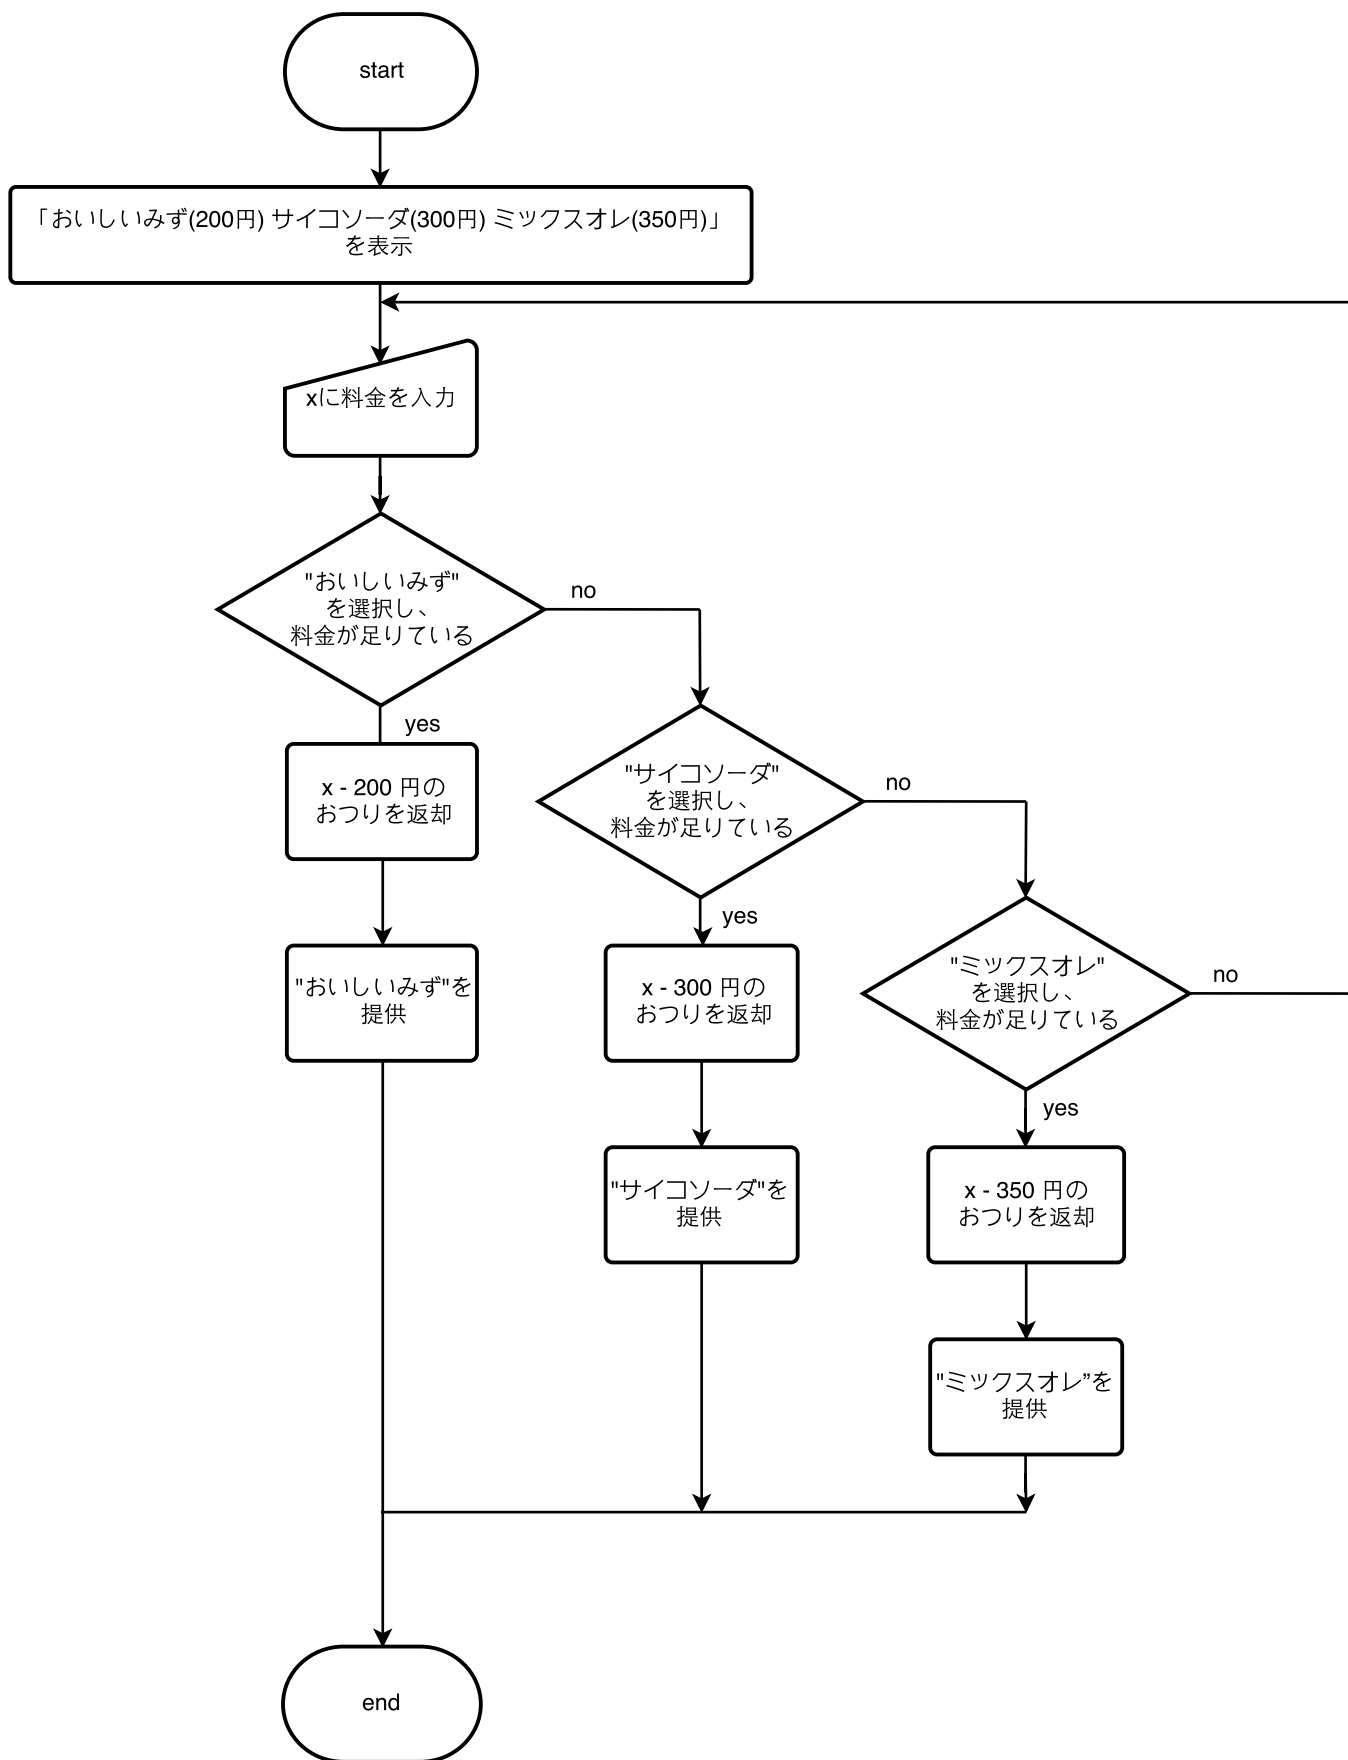 start
「おいしいみず(200円) サイコソーダ(300円) ミックスオレ(350円)」
を表示
xに料金を入力
"おいしいみず"
を選択し、
料金が足りている
no
yes
x - 200 円の
おつりを返却
"おいしいみず"を
提供
"サイコソーダ"
を選択し、
料金が足りている
no
yes
x - 300 円の
おつりを返却
"サイコソーダ"を
提供
"ミックスオレ"
を選択し、
料金が足りている
no
yes
x - 350 円の
おつりを返却
"ミックスオレ”を
提供
end